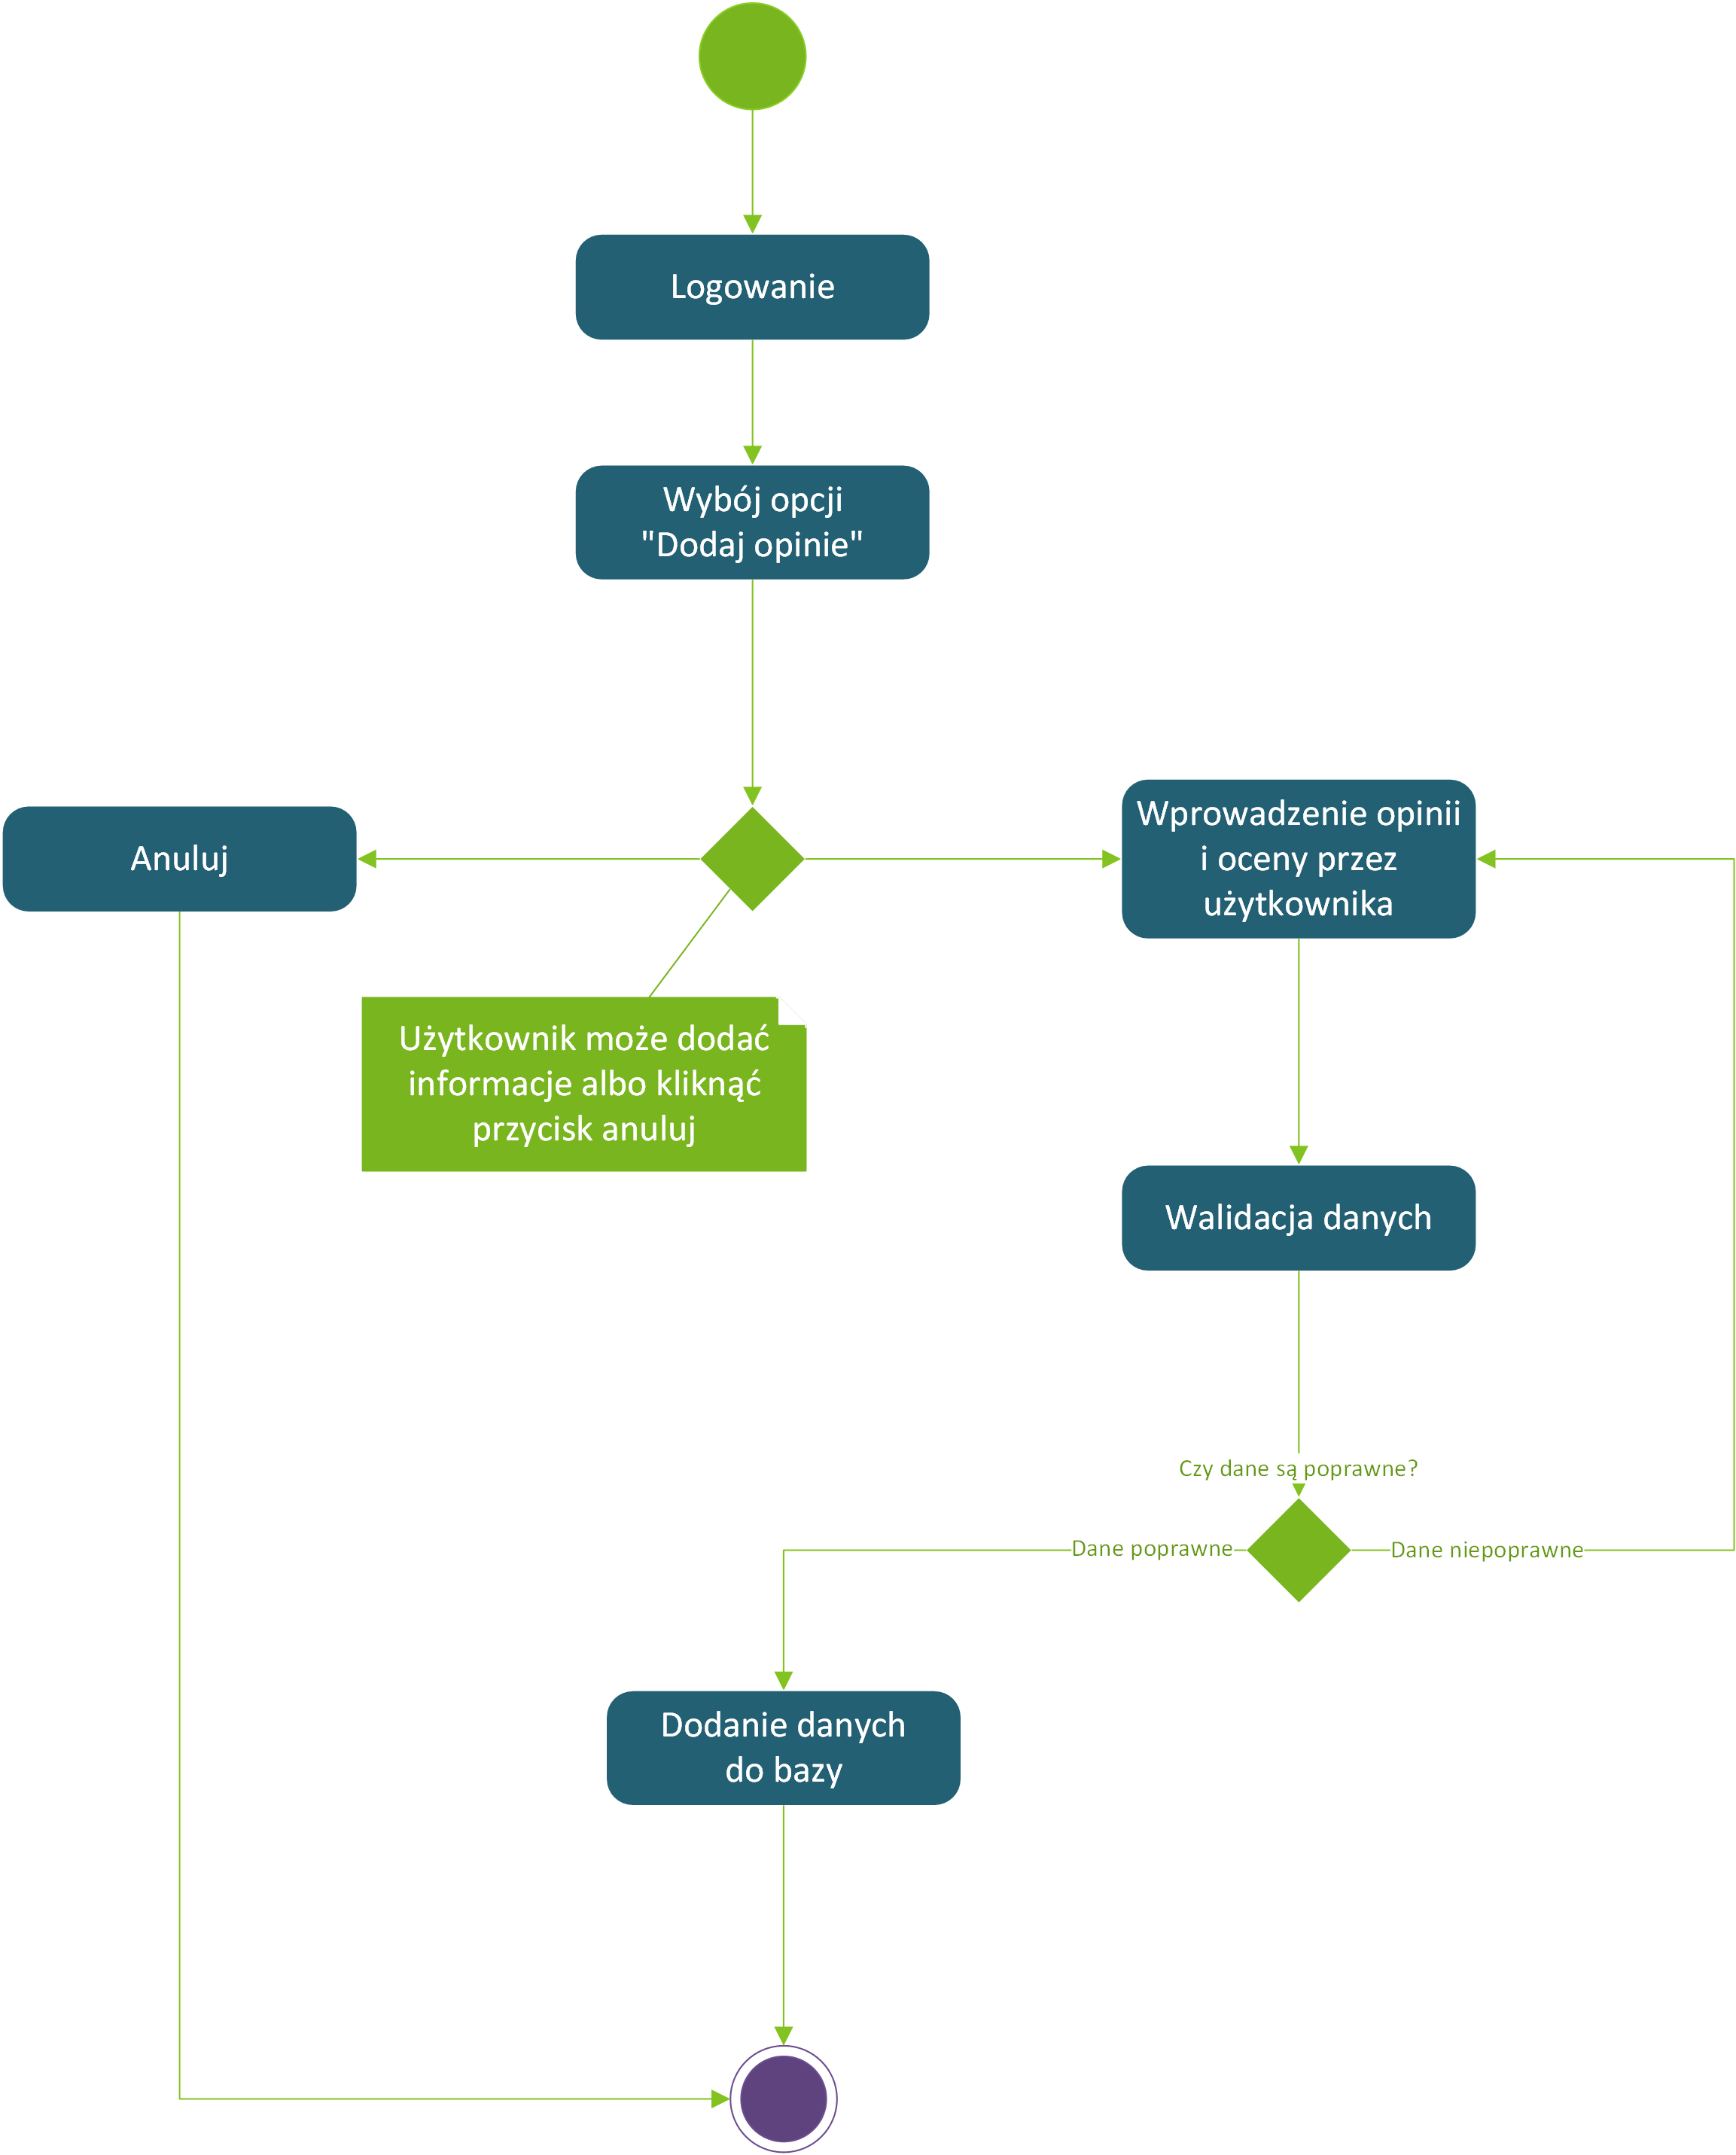 Logowanie
Wybój opcji
"Dodaj opinie"
Anuluj
Wprowadzenie opinii
i oceny przez
użytkownika
Użytkownik może dodać
informacje albo kliknąć
przycisk anuluj
Walidacja danych
Czy dane są poprawne?
Dane poprawne
Dane niepoprawne
Dodanie danych
do bazy